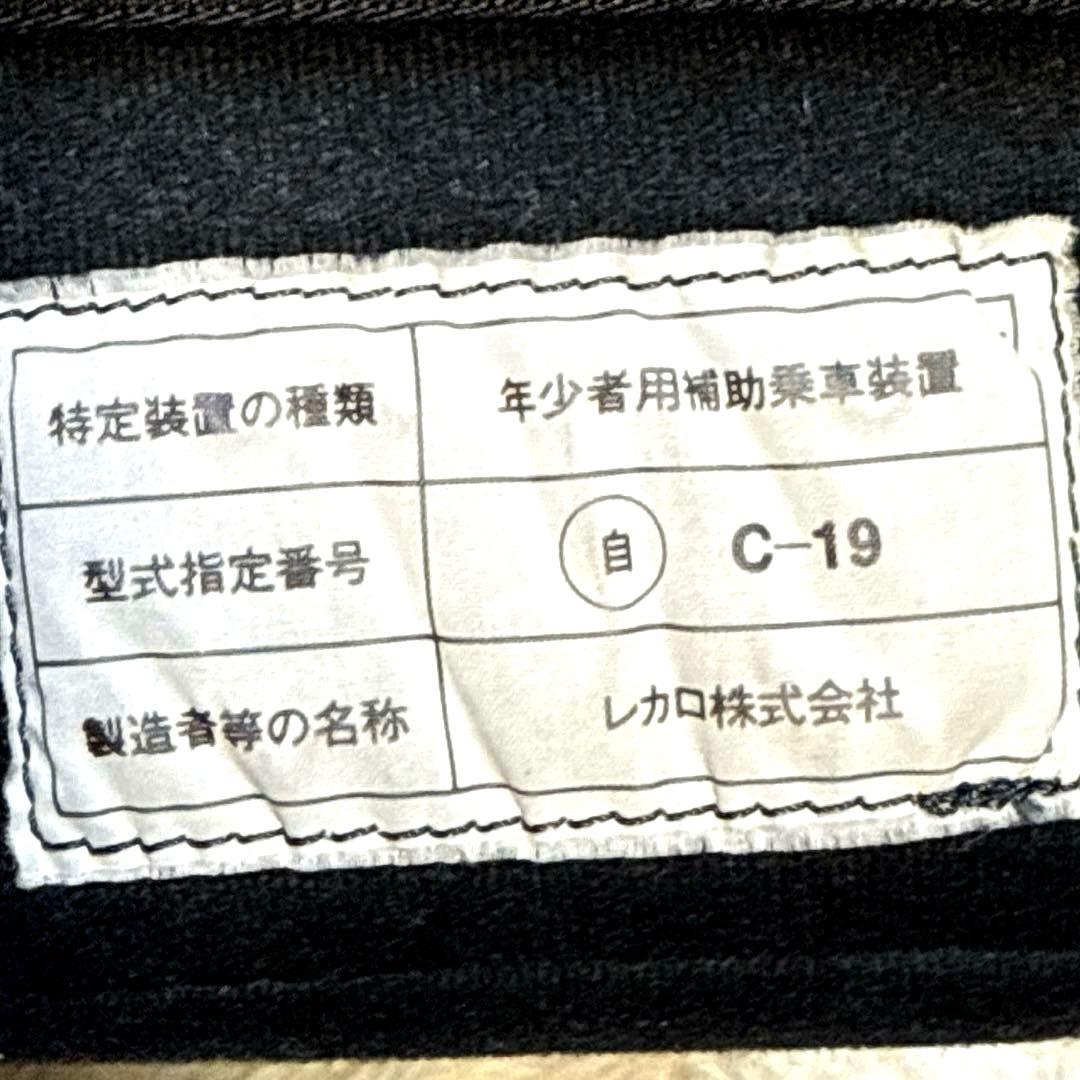 特定装置の種類 年少者用補助乗車装置
型式指定番号 自 C-19
製造者等の名称 レカロ株式会社